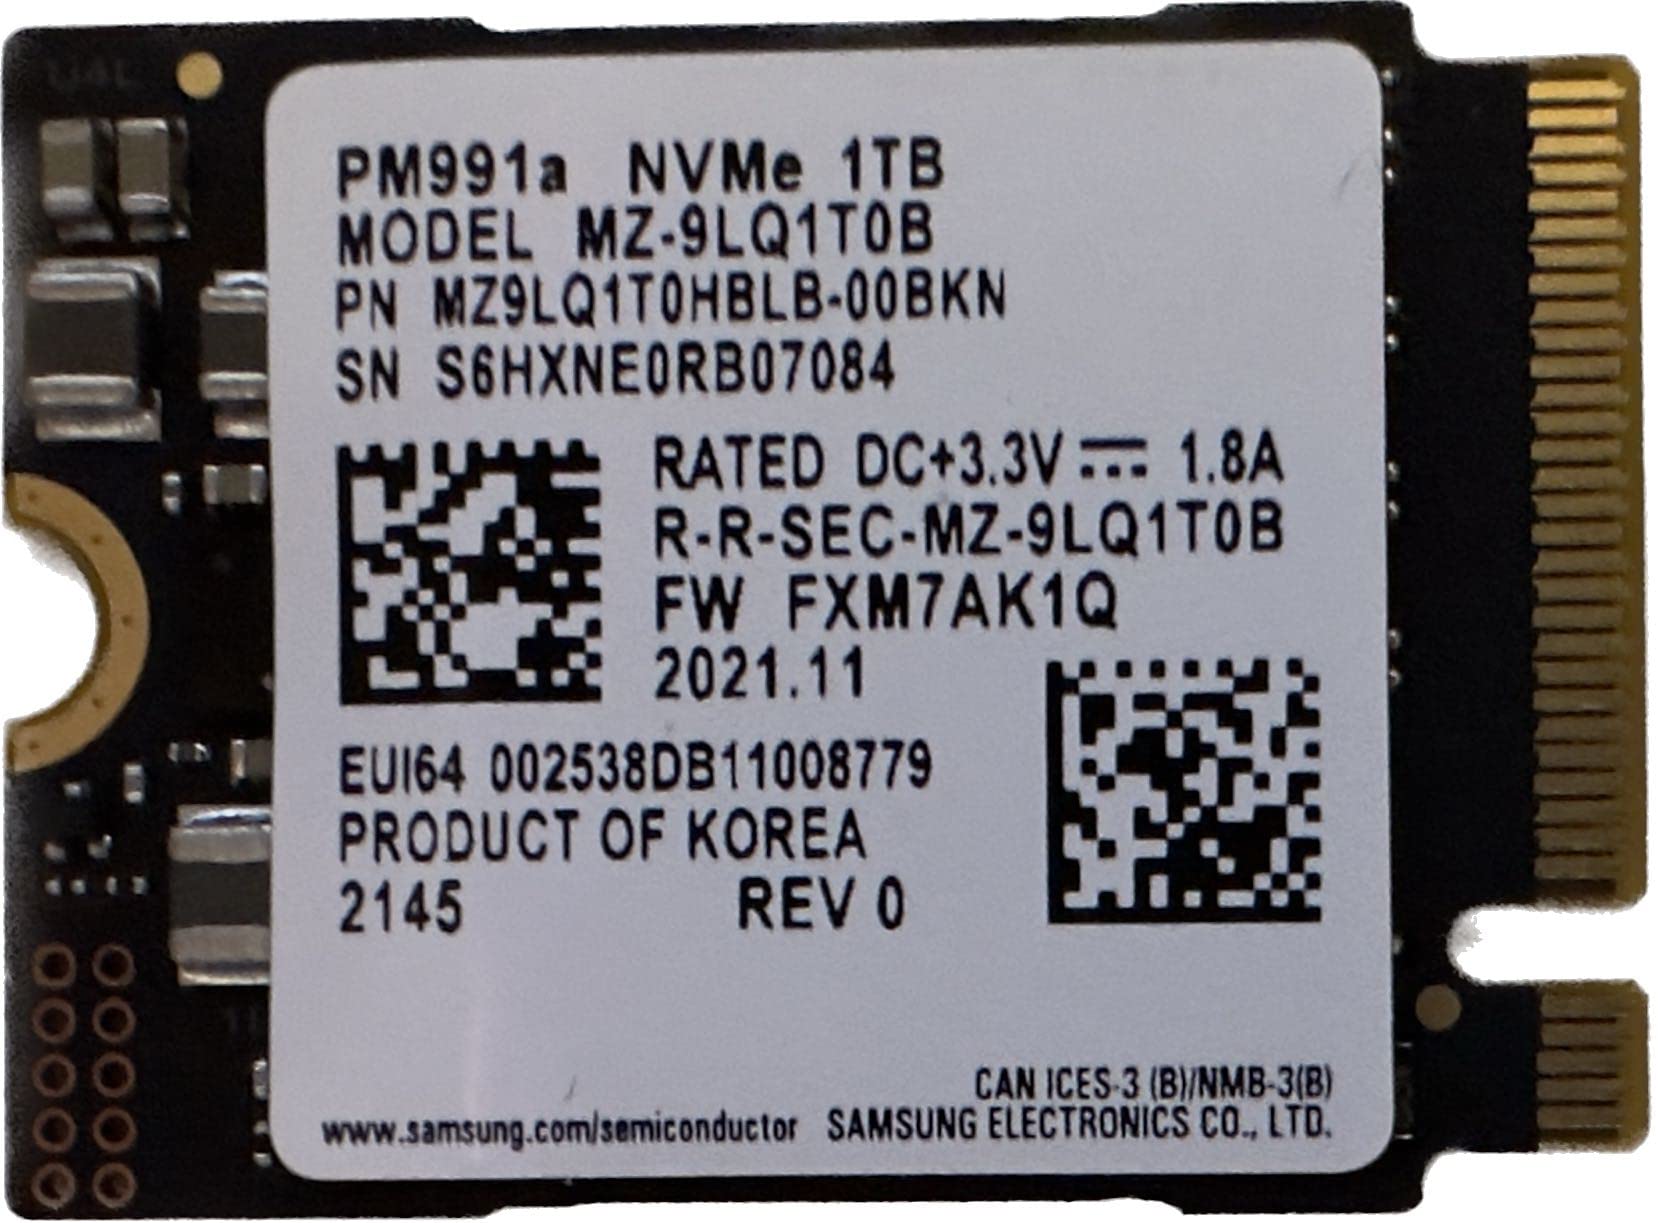 PM991a NVMe 1TB
MODEL MZ-9LQ1T0B
PN MZ9LQ1T0HBLB-00BKN
SN S6HXNE0RB07084
RATED DC+3.3V ⎓ 1.8A
R-R-SEC-MZ-9LQ1T0B
FW FXM7AK1Q
2021.11
EUI64 002538DB11008779
PRODUCT OF KOREA
2145 REV 0
CAN ICES-3 (B)/NMB-3(B)
www.samsung.com/semiconductor SAMSUNG ELECTRONICS CO., LTD.